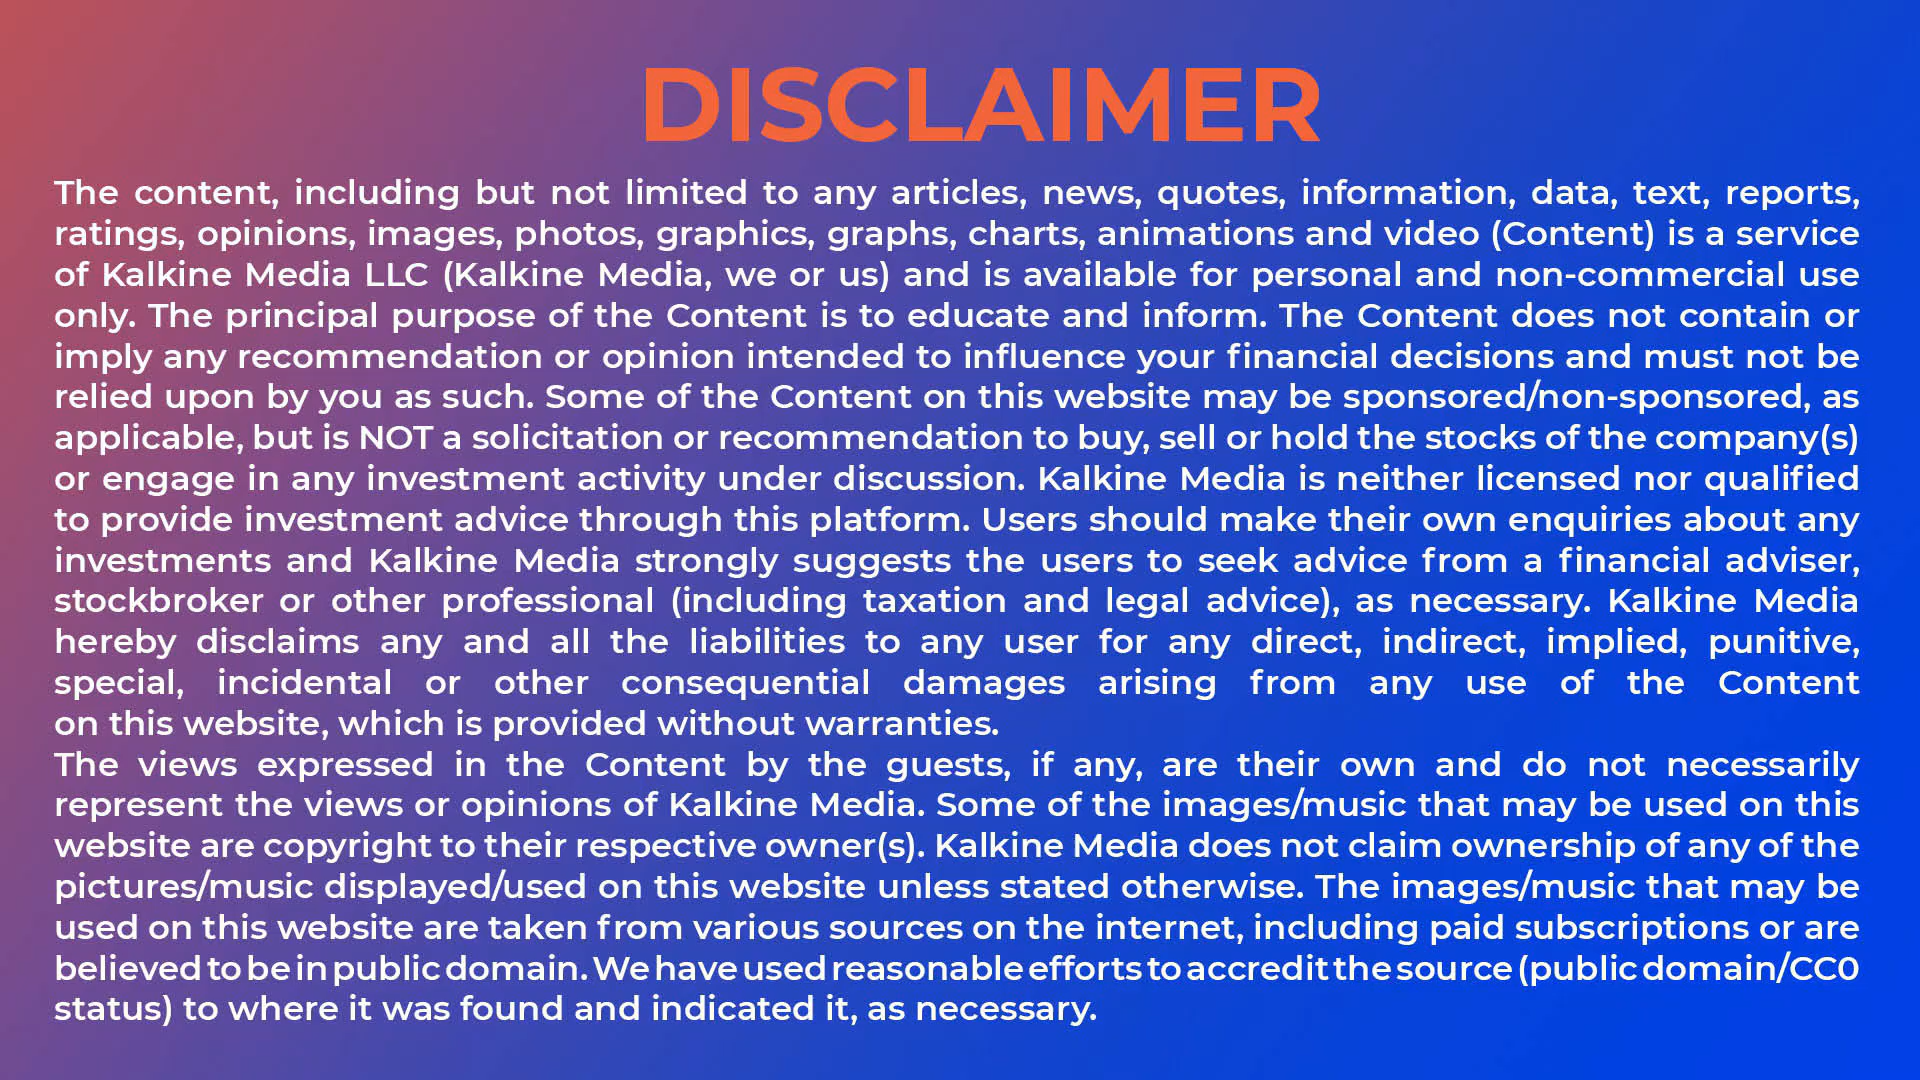 DISCLAIMER
The content, including but not limited to any articles, news, quotes, information, data, text, reports,
ratings, opinions, images, photos, graphics, graphs, charts, animations and video (Content) is a service
of Kalkine Media LLC (Kalkine Media, we or us) and is available for personal and non-commercial use
only. The principal purpose of the Content is to educate and inform. The Content does not contain or
imply any recommendation or opinion intended to influence your financial decisions and must not be
relied upon by you as such. Some of the Content on this website may be sponsored/non-sponsored, as
applicable, but is NOT a solicitation or recommendation to buy, sell or hold the stocks of the company(s)
or engage in any investment activity under discussion. Kalkine Media is neither licensed nor qualified
to provide investment advice through this platform. Users should make their own enquiries about any
investments and Kalkine Media strongly suggests the users to seek advice from a financial adviser,
stockbroker or other professional (including taxation and legal advice), as necessary. Kalkine Media
hereby disclaims any and all the liabilities to any user for any direct, indirect, implied, punitive,
special, incidental or other consequential damages arising from any use of the Content
on this website, which is provided without warranties.
The views expressed in the Content by the guests, if any, are their own and do not necessarily
represent the views or opinions of Kalkine Media. Some of the images/music that may be used on this
website are copyright to their respective owner(s). Kalkine Media does not claim ownership of any of the
pictures/music displayed/used on this website unless stated otherwise. The images/music that may be
used on this website are taken from various sources on the internet, including paid subscriptions or are
believed to be in public domain. We have used reasonable efforts to accredit the source (public domain/CC0
status) to where it was found and indicated it, as necessary.